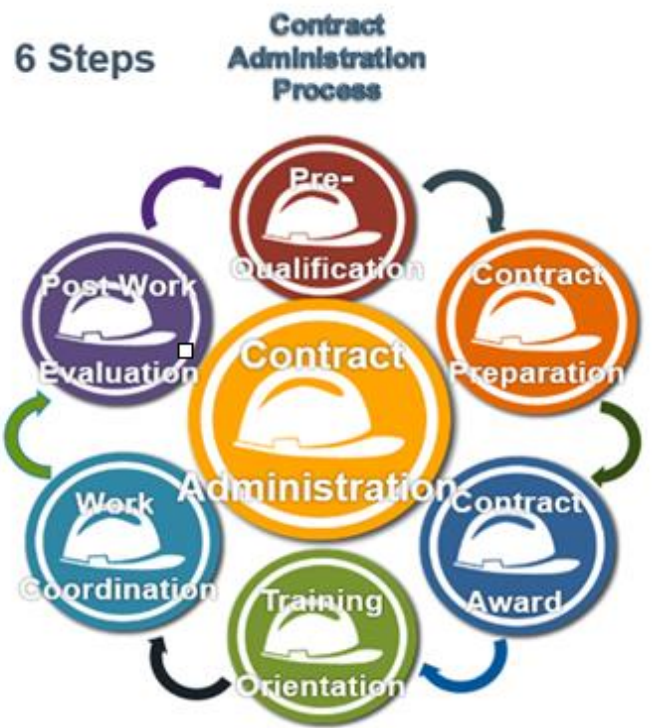 6 Steps
Contract
Administration
Process
Pre-
Qualification
Contract
Preparation
Contract
Award
Training
Orientation
Work
Coordination
Post Work
Evaluation
Contract
Administration